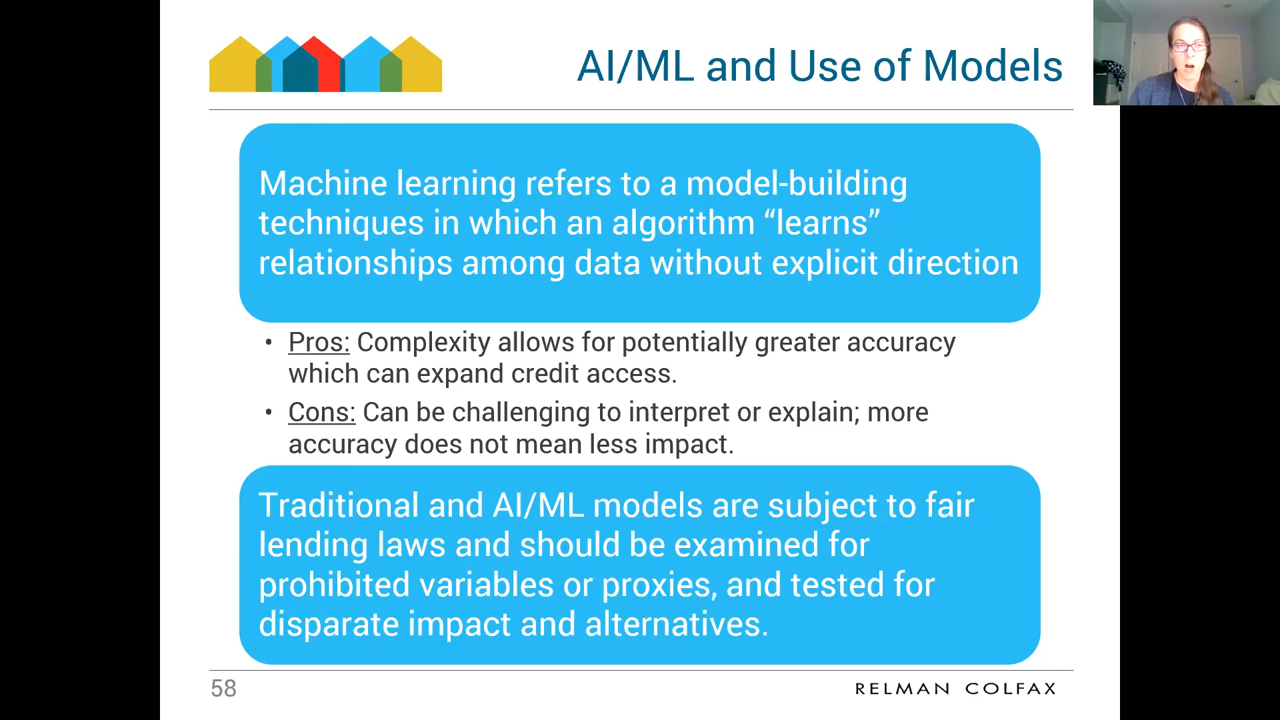 AI/ML and Use of Models
Machine learning refers to a model-building
techniques in which an algorithm “learns”
relationships among data without explicit direction
• Pros: Complexity allows for potentially greater accuracy
which can expand credit access.
• Cons: Can be challenging to interpret or explain; more
accuracy does not mean less impact.
Traditional and AI/ML models are subject to fair
lending laws and should be examined for
prohibited variables or proxies, and tested for
disparate impact and alternatives.
58
RELMAN COLFAX